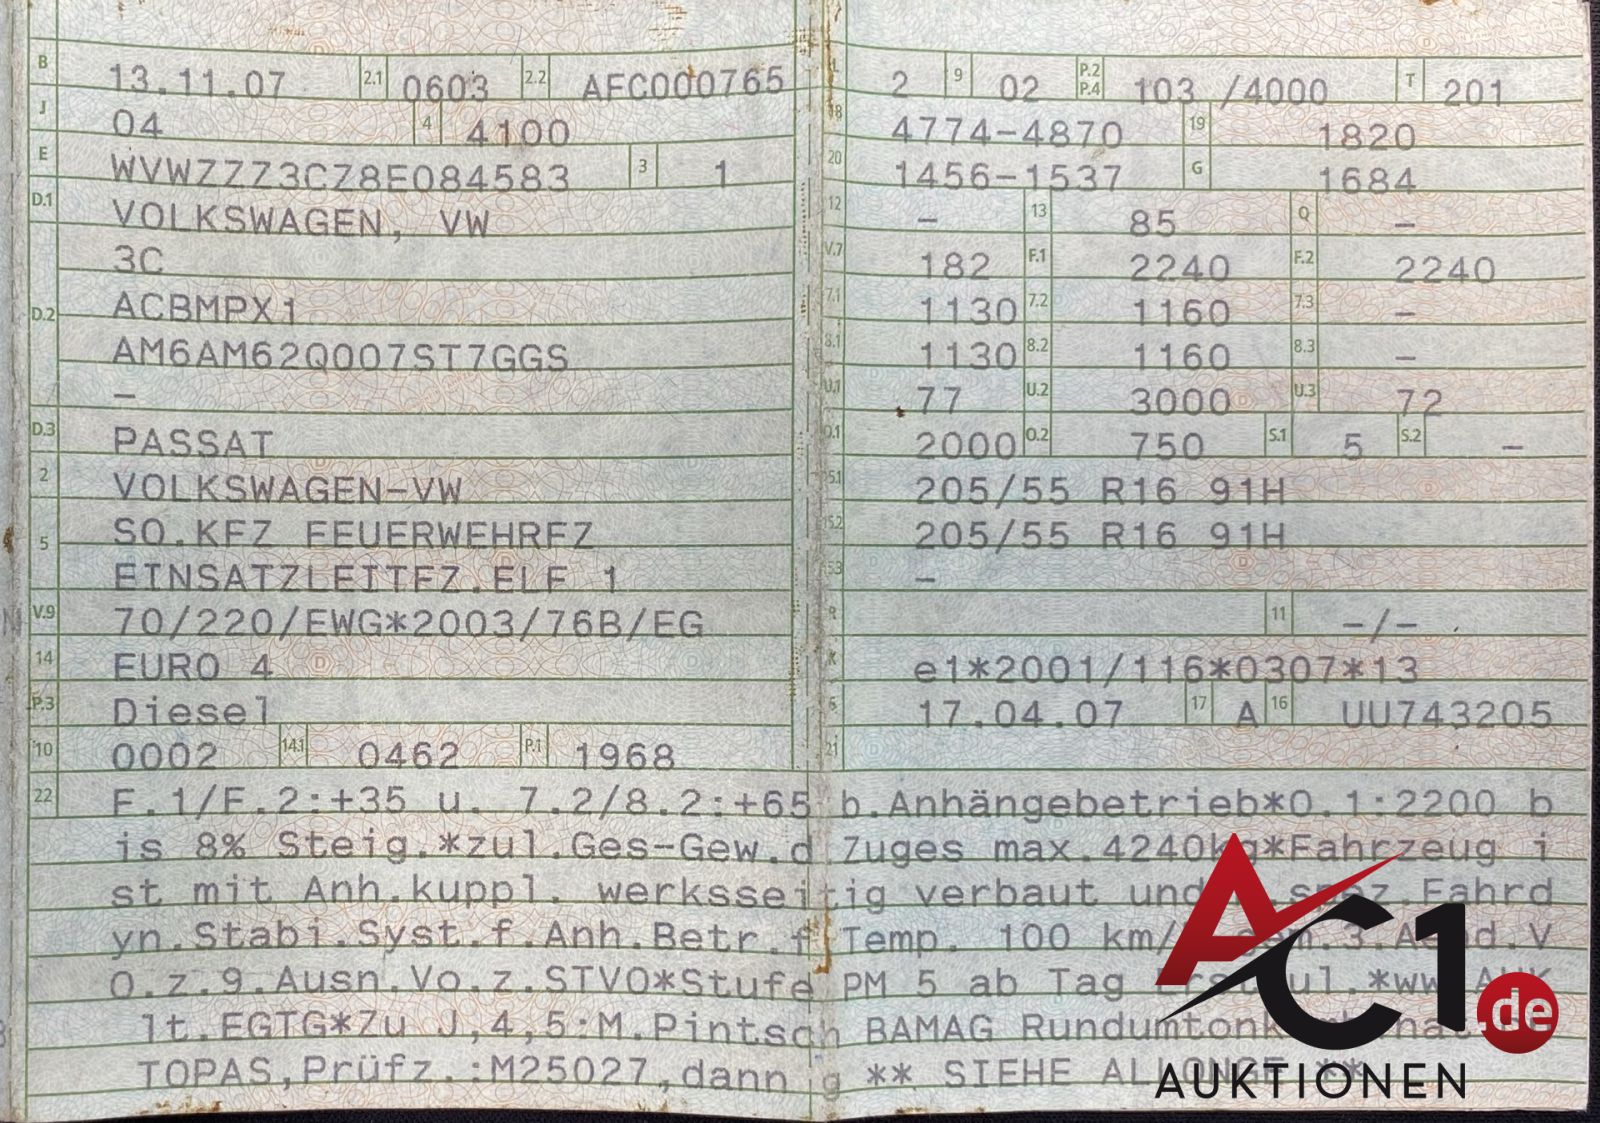 B 13.11.07 2.1 0603 2.2 AFC000765
J 04 4 4100
E WVWZZZ3CZ8E084583 3 1
D.1 VOLKSWAGEN, VW
3C
D.2 ACBMPX1
AM6AM62Q007ST7GGS
–
D.3 PASSAT
2 VOLKSWAGEN-VW
5 SO.KFZ FEUERWEHRFZ
EINSATZLEITFZ.ELF 1
V.9 70/220/EWG*2003/76B/EG
14 EURO 4
P.3 Diesel
10 0002 14.1 0462 P.1 1968
L 2 9 02 P.2 P.4 103 /4000 T 201
18 4774-4870 19 1820
20 1456-1537 G 1684
12 – 13 85 Q –
V.7 182 F.1 2240 F.2 2240
7.1 1130 7.2 1160 7.3 –
8.1 1130 8.2 1160 8.3 –
U.1 77 U.2 3000 U.3 72
O.1 2000 O.2 750 S.1 5 S.2 –
15.1 205/55 R16 91H
15.2 205/55 R16 91H
15.3 –
R 11 –/–
K e1*2001/116*0307*13
6 17.04.07 17 A 16 UU743205
21
22 F.1/F.2:+35 u. 7.2/8.2:+65 b.Anhängebetrieb*O.1:2200 b
is 8% Steig.*zul.Ges-Gew.d.Zuges max.4240kg*Fahrzeug i
st mit Anh.kuppl. werksseitig verbaut und spez.Fahrd
yn.Stabi.Syst.f.Anh.Betr.f.Temp. 100 km/ gem.3.Aend.V
O.z.9.Ausn.Vo.z.STVO*Stufe PM 5 ab Tag
lt.EGTG*Zu J,4,5:M.Pintsch BAMAG
TOPAS,Prüfz.:M25027,dann g ** SIEHE ALLONGE **
AC1.de
AUKTIONEN